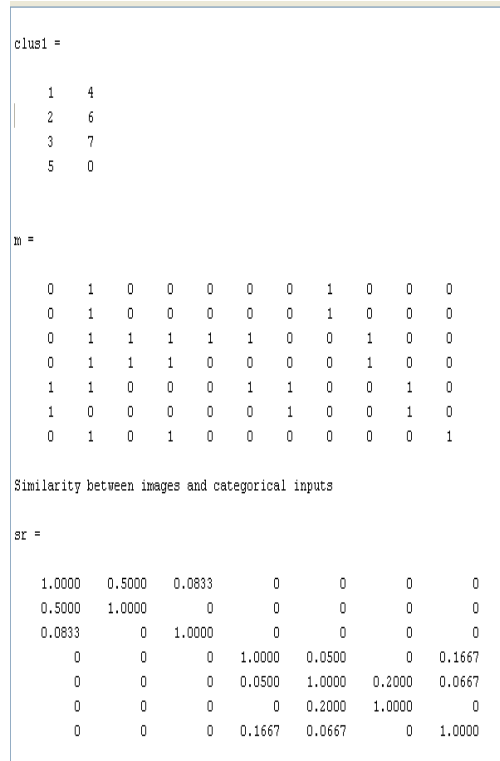 clus1 =
1 4
2 6
3 7
5 0
m =
0 1 0 0 0 0 0 1 0 0 0
0 1 0 0 0 0 0 1 0 0 0
0 1 1 1 1 1 0 0 1 0 0
0 1 1 1 0 0 0 0 1 0 0
1 1 0 0 0 1 1 0 0 1 0
1 0 0 0 0 0 1 0 0 1 0
0 1 0 1 0 0 0 0 0 0 1
Similarity between images and categorical inputs
sr =
1.0000 0.5000 0.0833 0 0 0 0
0.5000 1.0000 0 0 0 0 0
0.0833 0 1.0000 0 0 0 0
0 0 0 1.0000 0.0500 0 0.1667
0 0 0 0.0500 1.0000 0.2000 0.0667
0 0 0 0 0.2000 1.0000 0
0 0 0 0.1667 0.0667 0 1.0000